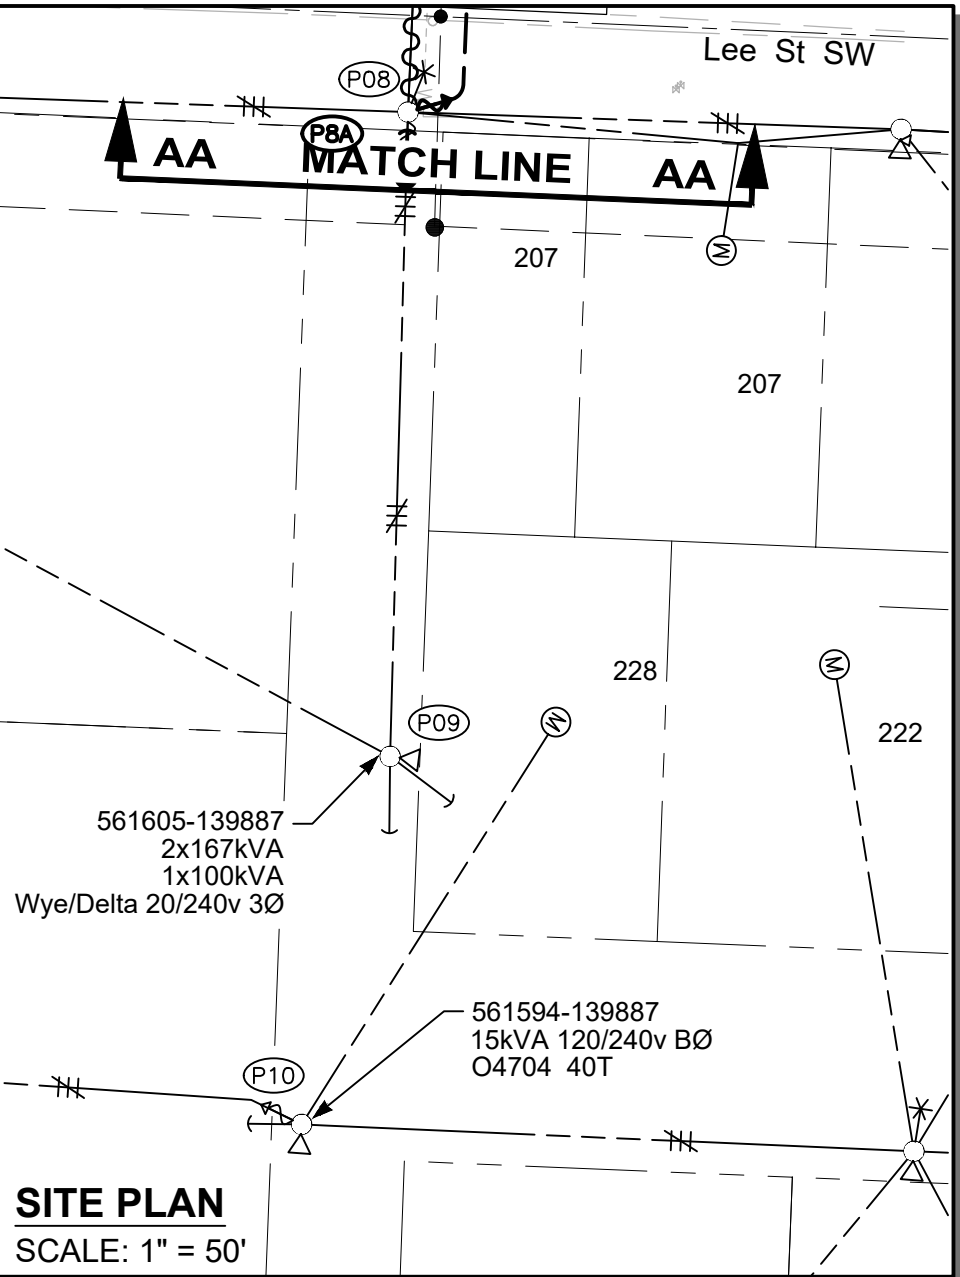 Lee St SW
P08
P8A
AA
MATCH LINE
AA
M
207
207
228
M
M
222
P09
561605-139887
2x167kVA
1x100kVA
Wye/Delta 20/240v 3Ø
561594-139887
15kVA 120/240v BØ
O4704 40T
P10
SITE PLAN
SCALE: 1" = 50'